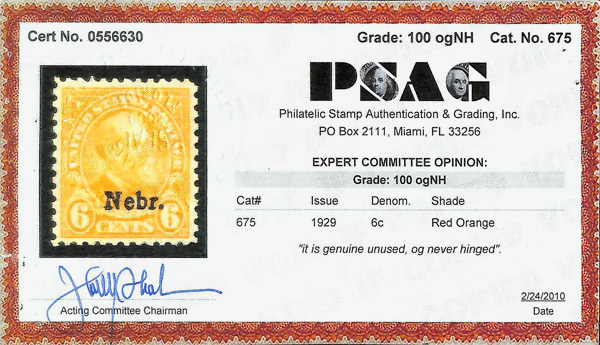 Cert No. 0556630
Grade: 100 ogNH
Cat. No. 675
PSAG
Philatelic Stamp Authentication & Grading, Inc.
PO Box 2111, Miami, FL 33256
EXPERT COMMITTEE OPINION:
Grade: 100 ogNH
Cat# Issue Denom. Shade
675 1929 6c Red Orange
"it is genuine unused, og never hinged".
Nebr.
6 CENTS 6
Acting Committee Chairman
2/24/2010
Date